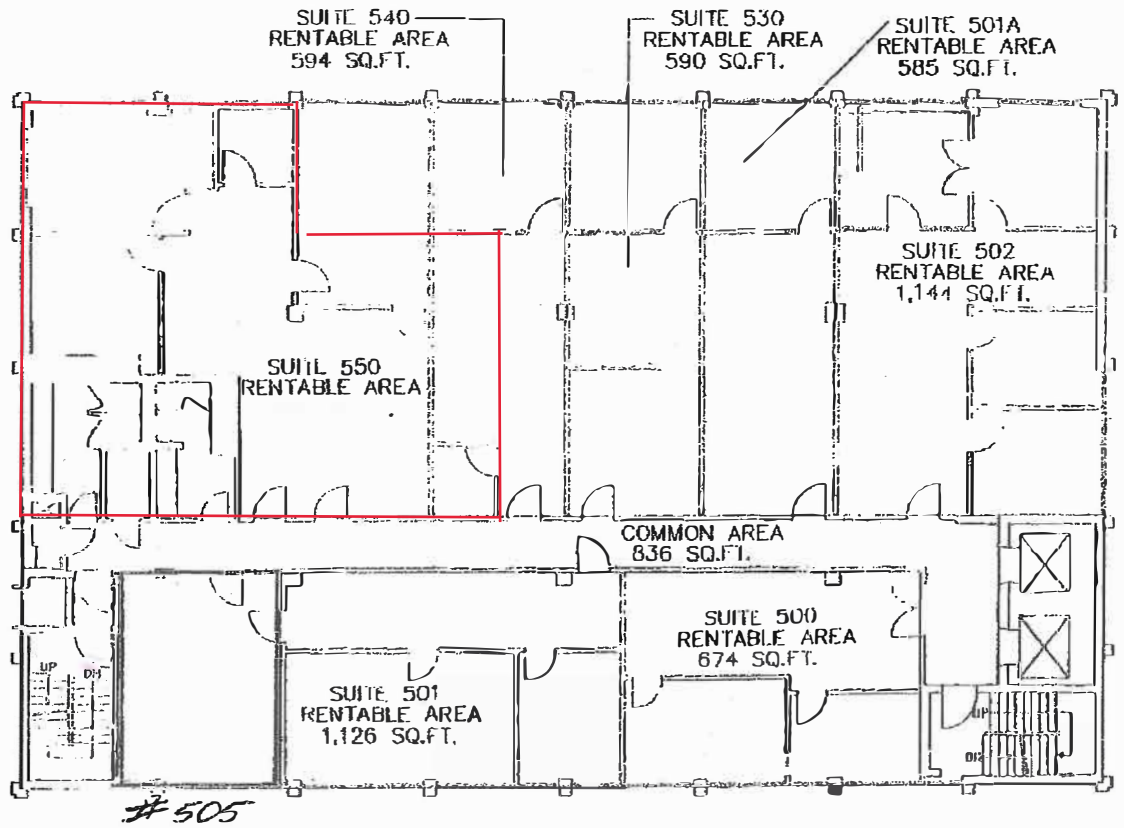 SUITE 540
RENTABLE AREA
594 SQ.FT.
SUITE 530
RENTABLE AREA
590 SQ.FT.
SUITE 501A
RENTABLE AREA
585 SQ.FT.
SUITE 502
RENTABLE AREA
1,144 SQ.FT.
SUITE 550
RENTABLE AREA
COMMON AREA
836 SQ.FT.
SUITE 500
RENTABLE AREA
674 SQ.FT.
SUITE 501
RENTABLE AREA
1,126 SQ.FT.
UP
DN
UP
DN
#505